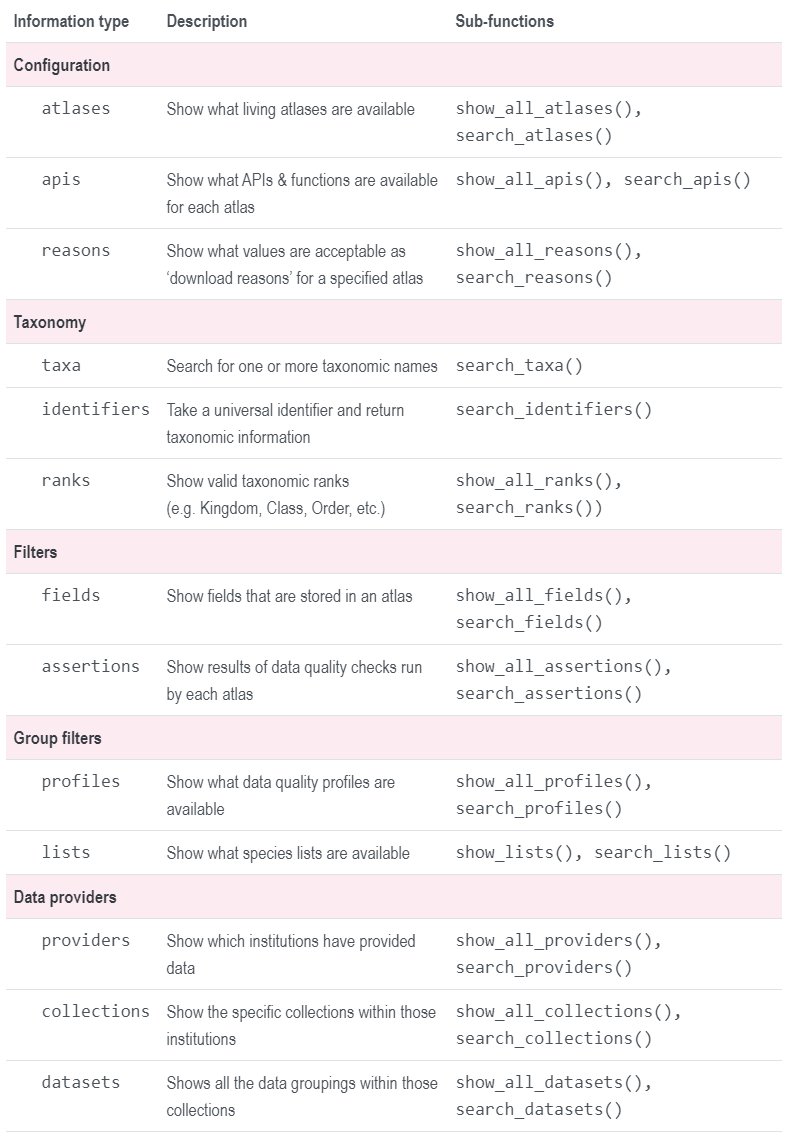 Information type Description Sub-functions
Configuration
atlases Show what living atlases are available show_all_atlases(),
search_atlases()
apis Show what APIs & functions are available show_all_apis(), search_apis()
for each atlas
reasons Show what values are acceptable as show_all_reasons(),
‘download reasons’ for a specified atlas search_reasons()
Taxonomy
taxa Search for one or more taxonomic names search_taxa()
identifiers Take a universal identifier and return search_identifiers()
taxonomic information
ranks Show valid taxonomic ranks show_all_ranks(),
(e.g. Kingdom, Class, Order, etc.) search_ranks())
Filters
fields Show fields that are stored in an atlas show_all_fields(),
search_fields()
assertions Show results of data quality checks run show_all_assertions(),
by each atlas search_assertions()
Group filters
profiles Show what data quality profiles are show_all_profiles(),
available search_profiles()
lists Show what species lists are available show_lists(), search_lists()
Data providers
providers Show which institutions have provided show_all_providers(),
data search_providers()
collections Show the specific collections within those show_all_collections(),
institutions search_collections()
datasets Shows all the data groupings within those show_all_datasets(),
collections search_datasets()